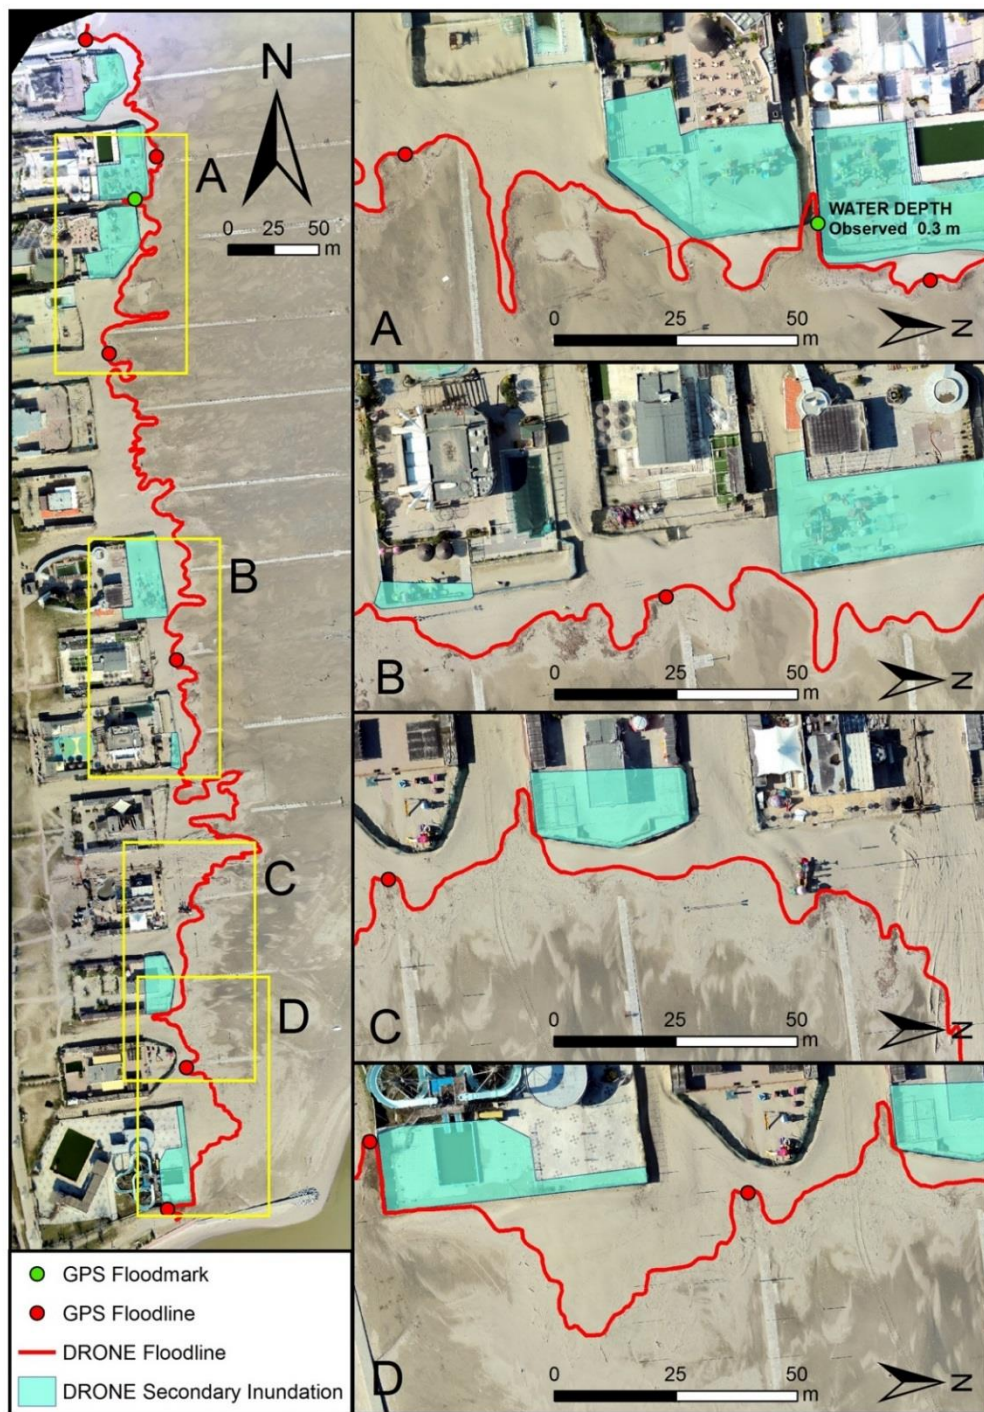 N
0 25 50
m
A
B
C
D
WATER DEPTH
Observed 0.3 m
0 25 50
m
A
N
0 25 50
m
B
N
0 25 50
m
C
N
0 25 50
m
D
N
GPS Floodmark
GPS Floodline
DRONE Floodline
DRONE Secondary Inundation